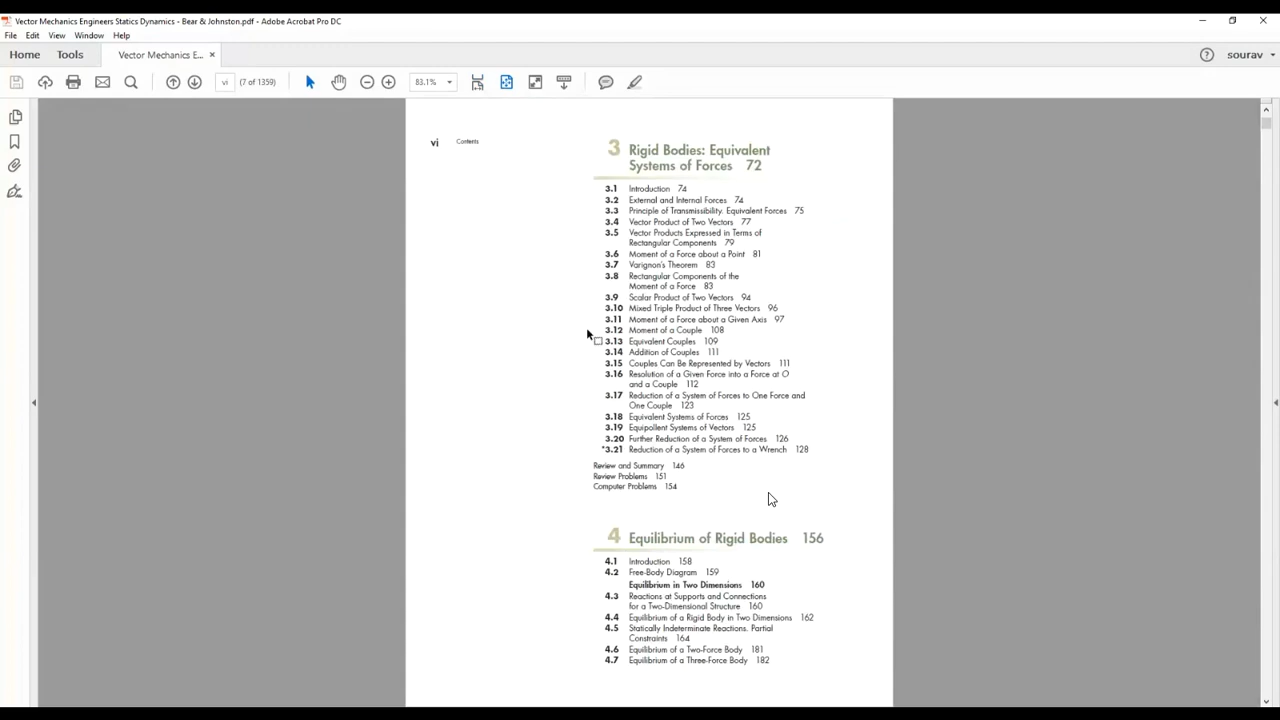 Vector Mechanics Engineers Statics Dynamics - Bear & Johnston.pdf - Adobe Acrobat Pro DC
File Edit View Window Help
Home Tools Vector Mechanics E... × ? sourav
vi (7 of 1359) 83.1%
vi Contents
3 Rigid Bodies: Equivalent
Systems of Forces 72
3.1 Introduction 74
3.2 External and Internal Forces 74
3.3 Principle of Transmissibility. Equivalent Forces 75
3.4 Vector Product of Two Vectors 77
3.5 Vector Products Expressed in Terms of
Rectangular Components 79
3.6 Moment of a Force about a Point 81
3.7 Varignon's Theorem 83
3.8 Rectangular Components of the
Moment of a Force 83
3.9 Scalar Product of Two Vectors 94
3.10 Mixed Triple Product of Three Vectors 96
3.11 Moment of a Force about a Given Axis 97
3.12 Moment of a Couple 108
3.13 Equivalent Couples 109
3.14 Addition of Couples 111
3.15 Couples Can Be Represented by Vectors 111
3.16 Resolution of a Given Force into a Force at O
and a Couple 112
3.17 Reduction of a System of Forces to One Force and
One Couple 123
3.18 Equivalent Systems of Forces 125
3.19 Equipollent Systems of Vectors 125
3.20 Further Reduction of a System of Forces 126
*3.21 Reduction of a System of Forces to a Wrench 128
Review and Summary 146
Review Problems 151
Computer Problems 154
4 Equilibrium of Rigid Bodies 156
4.1 Introduction 158
4.2 Free-Body Diagram 159
Equilibrium in Two Dimensions 160
4.3 Reactions at Supports and Connections
for a Two-Dimensional Structure 160
4.4 Equilibrium of a Rigid Body in Two Dimensions 162
4.5 Statically Indeterminate Reactions. Partial
Constraints 164
4.6 Equilibrium of a Two-Force Body 181
4.7 Equilibrium of a Three-Force Body 182